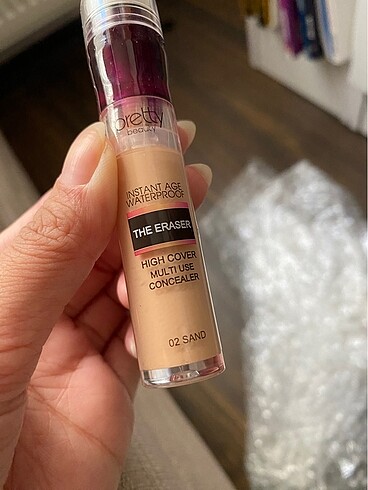 pretty
beauty
INSTANT AGE
WATERPROOF
THE ERASER
HIGH COVER
MULTI USE
CONCEALER
02 SAND